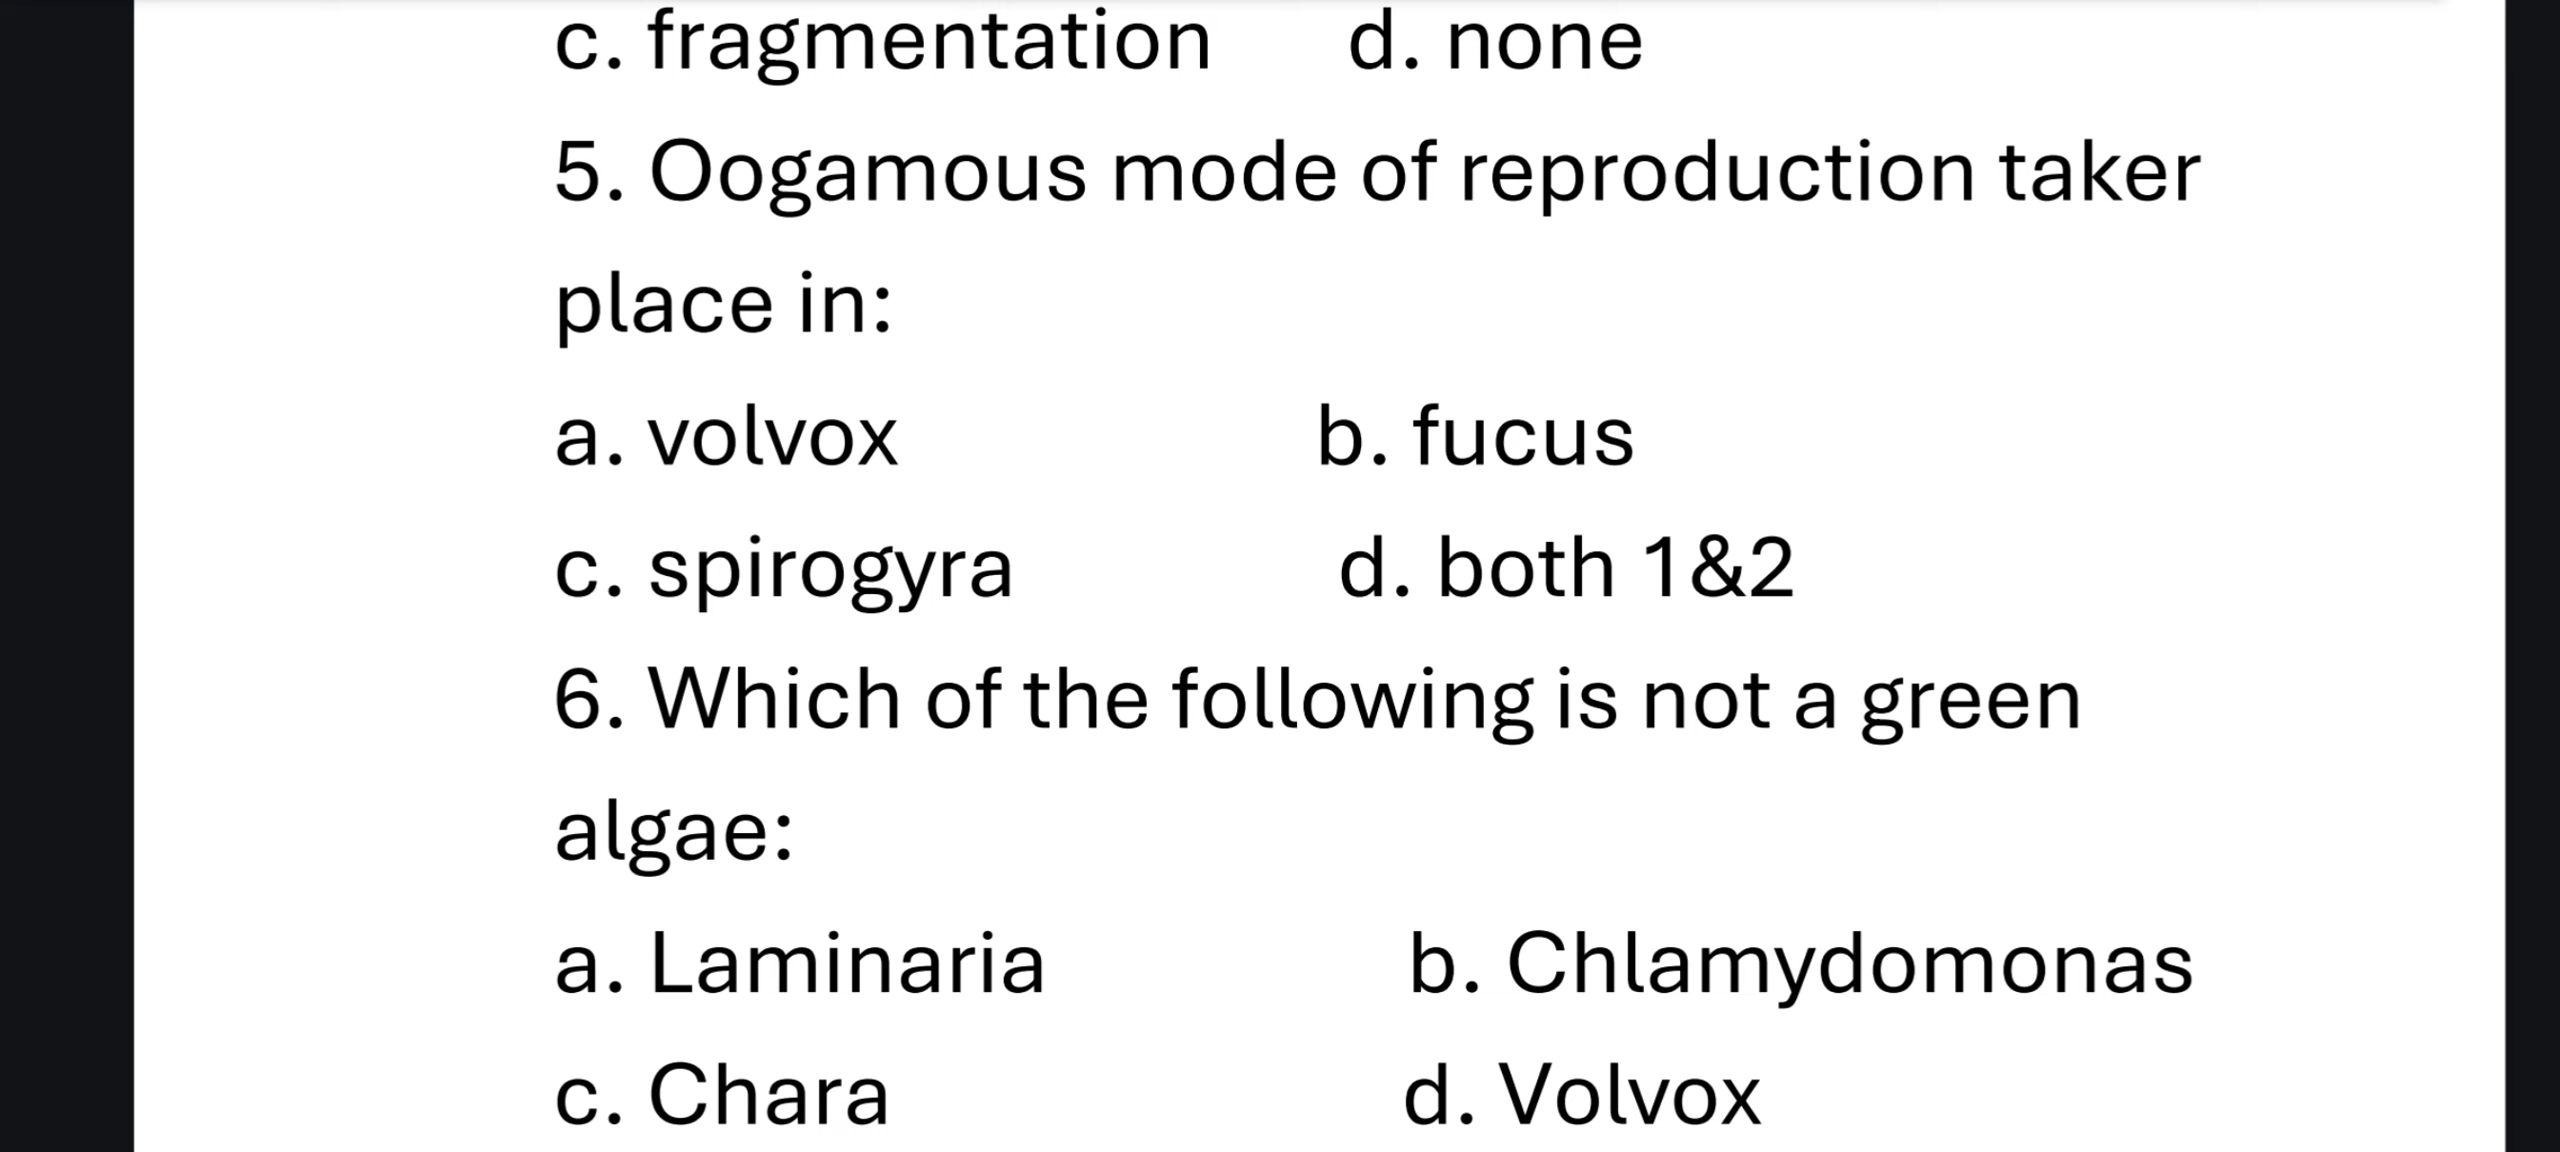 c. fragmentation d. none
5. Oogamous mode of reproduction taker
place in:
a. volvox b. fucus
c. spirogyra d. both 1&2
6. Which of the following is not a green
algae:
a. Laminaria b. Chlamydomonas
c. Chara d. Volvox